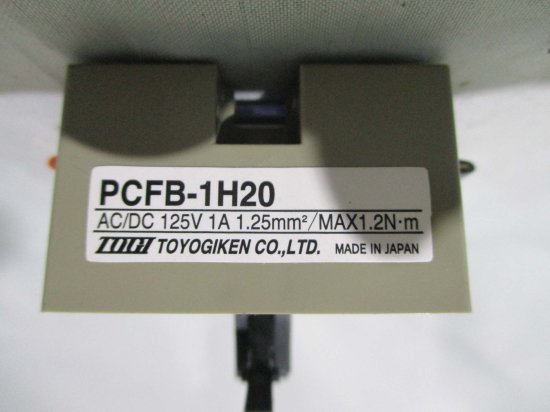 PCFB-1H20
AC/DC 125V 1A 1.25mm²/MAX1.2N·m
TOGI TOYOGIKEN CO.,LTD. MADE IN JAPAN